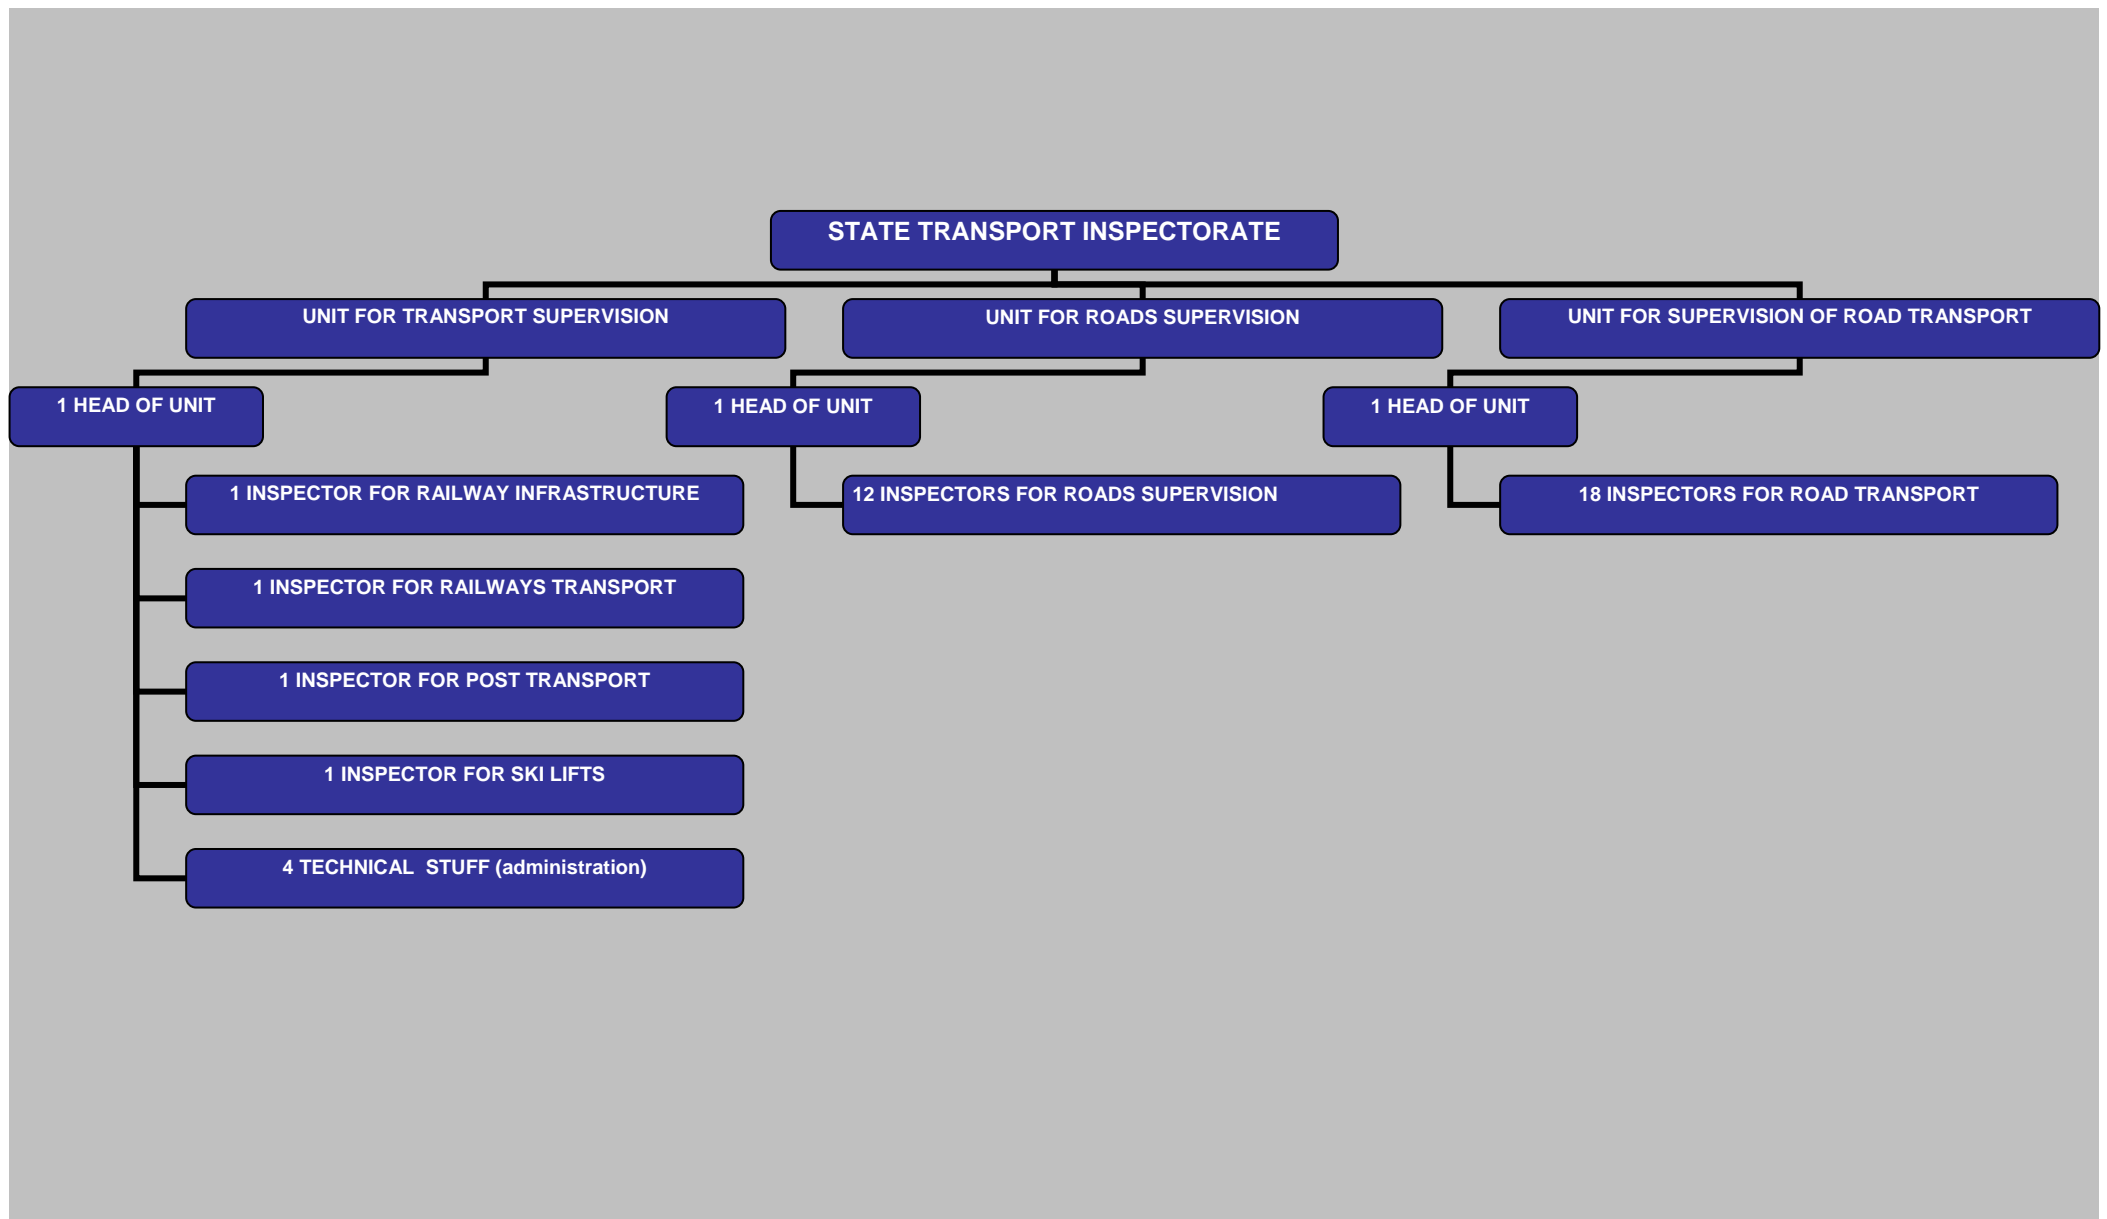 STATE TRANSPORT INSPECTORATE
UNIT FOR TRANSPORT SUPERVISION
UNIT FOR ROADS SUPERVISION
UNIT FOR SUPERVISION OF ROAD TRANSPORT
1 HEAD OF UNIT
1 HEAD OF UNIT
1 HEAD OF UNIT
1 INSPECTOR FOR RAILWAY INFRASTRUCTURE
12 INSPECTORS FOR ROADS SUPERVISION
18 INSPECTORS FOR ROAD TRANSPORT
1 INSPECTOR FOR RAILWAYS TRANSPORT
1 INSPECTOR FOR POST TRANSPORT
1 INSPECTOR FOR SKI LIFTS
4 TECHNICAL  STUFF (administration)